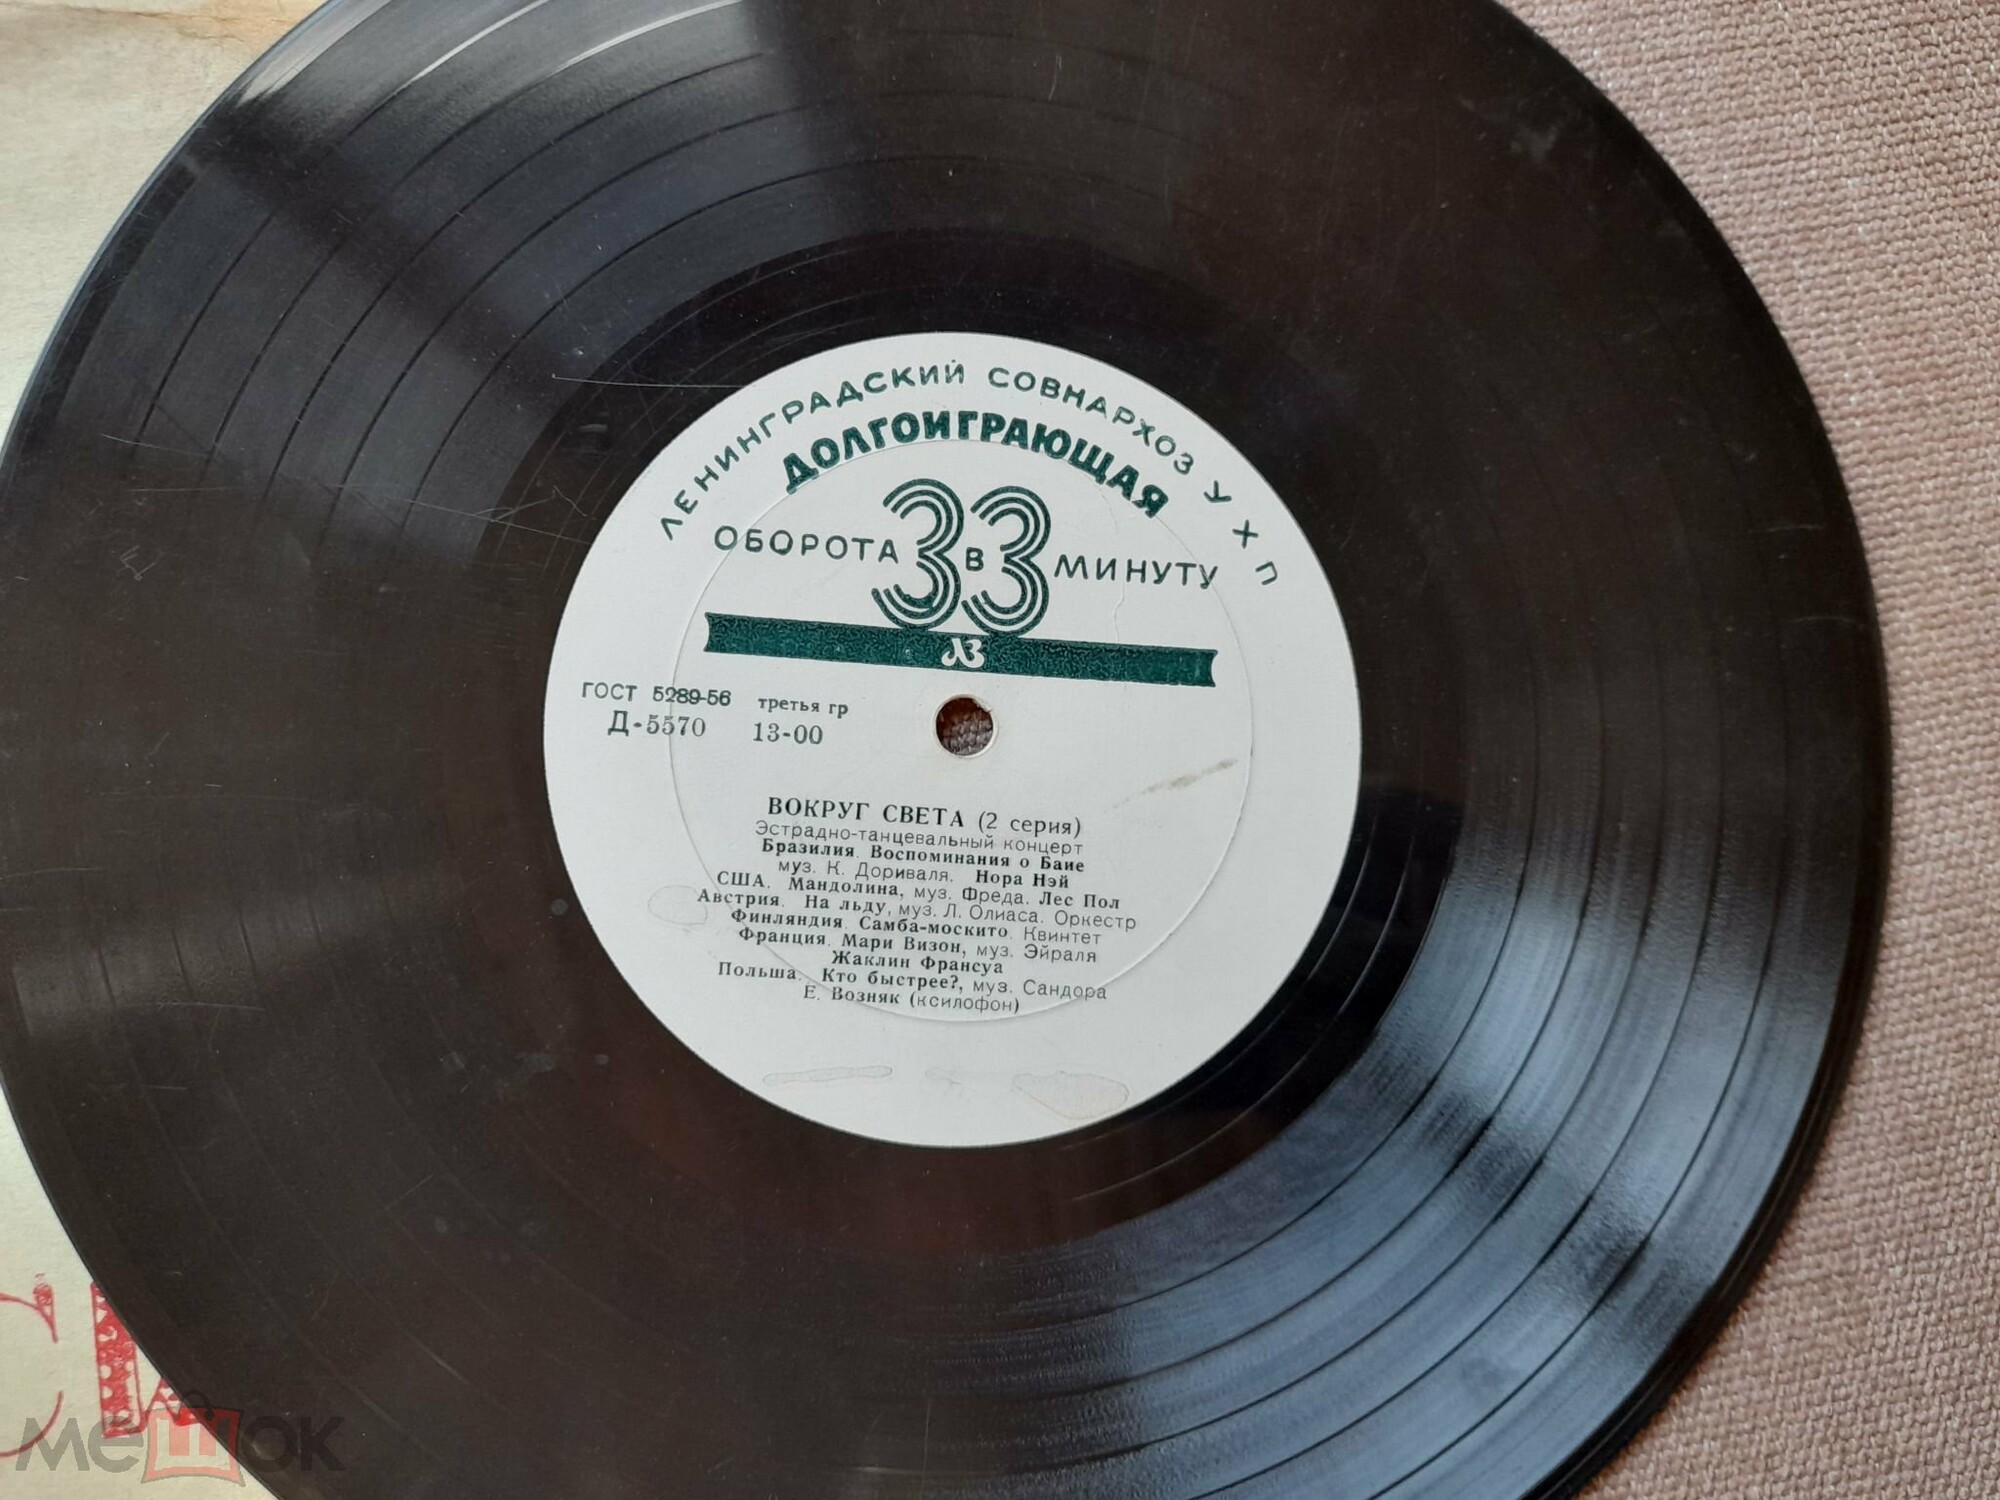 ЛЕНИНГРАДСКИЙ СОВНАРХОЗ УХП
ДОЛГОИГРАЮЩАЯ
ОБОРОТА 33 В МИНУТУ
ЛЗ
ГОСТ 5289-56 третья гр
Д-5570 13-00
ВОКРУГ СВЕТА (2 серия)
Эстрадно-танцевальный концерт
Бразилия. Воспоминания о Баие
муз. К. Дориваля. Нора Нэй
США. Мандолина, муз. Фреда. Лес Пол
Австрия. На льду, муз. Л. Олиаса. Оркестр
Финляндия. Самба-москито. Квинтет
Франция. Мари Визон, муз. Эйраля
Жаклин Франсуа
Польша. Кто быстрее?, муз. Сандора
Е. Возняк (ксилофон)
мешок